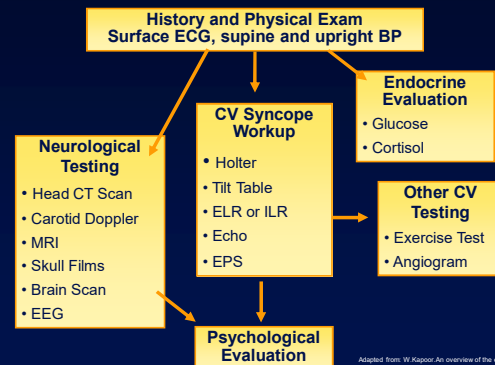 History and Physical Exam
Surface ECG, supine and upright BP
Neurological
Testing
• Head CT Scan
• Carotid Doppler
• MRI
• Skull Films
• Brain Scan
• EEG
CV Syncope
Workup
• Holter
• Tilt Table
• ELR or ILR
• Echo
• EPS
Endocrine
Evaluation
• Glucose
• Cortisol
Other CV
Testing
• Exercise Test
• Angiogram
Psychological
Evaluation
Adapted from: W.Kapoor.An overview of the